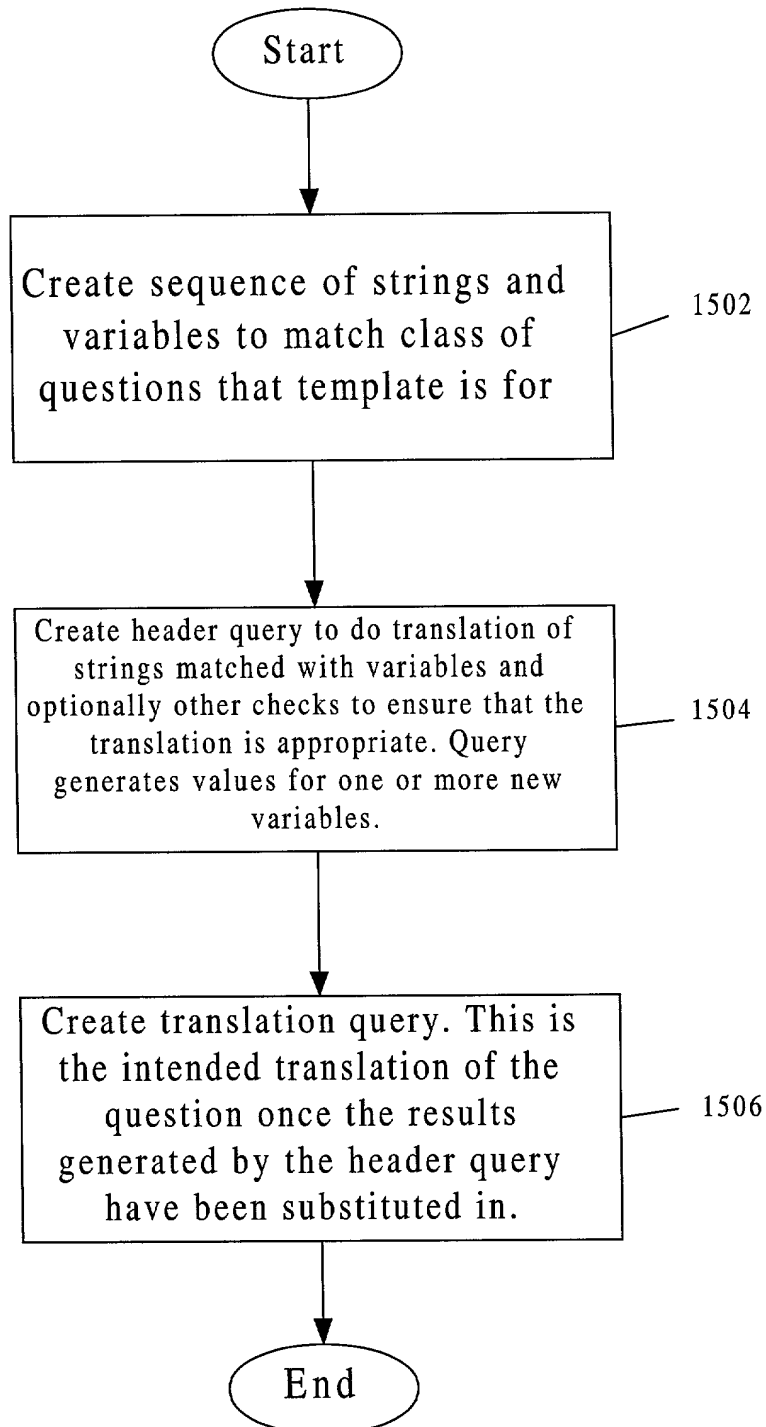 Start
Create sequence of strings and
variables to match class of
questions that template is for
1502
Create header query to do translation of
strings matched with variables and
optionally other checks to ensure that the
translation is appropriate. Query
generates values for one or more new
variables.
1504
Create translation query. This is
the intended translation of the
question once the results
generated by the header query
have been substituted in.
1506
End